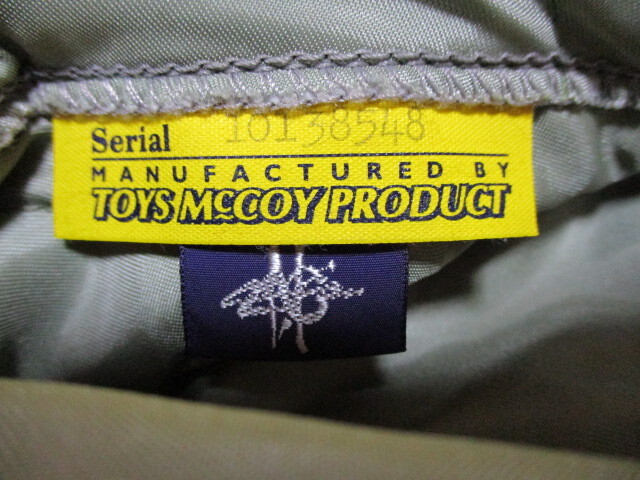 Serial 10138548
MANUFACTURED BY
TOYS McCOY PRODUCT